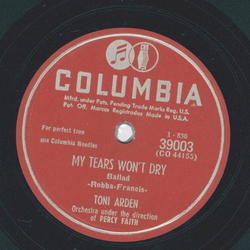 COLUMBIA
Mfrd. under Pats. Pending Trade Marks Reg. U.S.
Pat. Off. Marcas Registradas Made in U.S.A.
For perfect tone
use Columbia Needles
1 - 830
39003
(CO 44155)
MY TEARS WON'T DRY
Ballad
-Robba-Francis-
TONI ARDEN
Orchestra under the direction
of PERCY FAITH